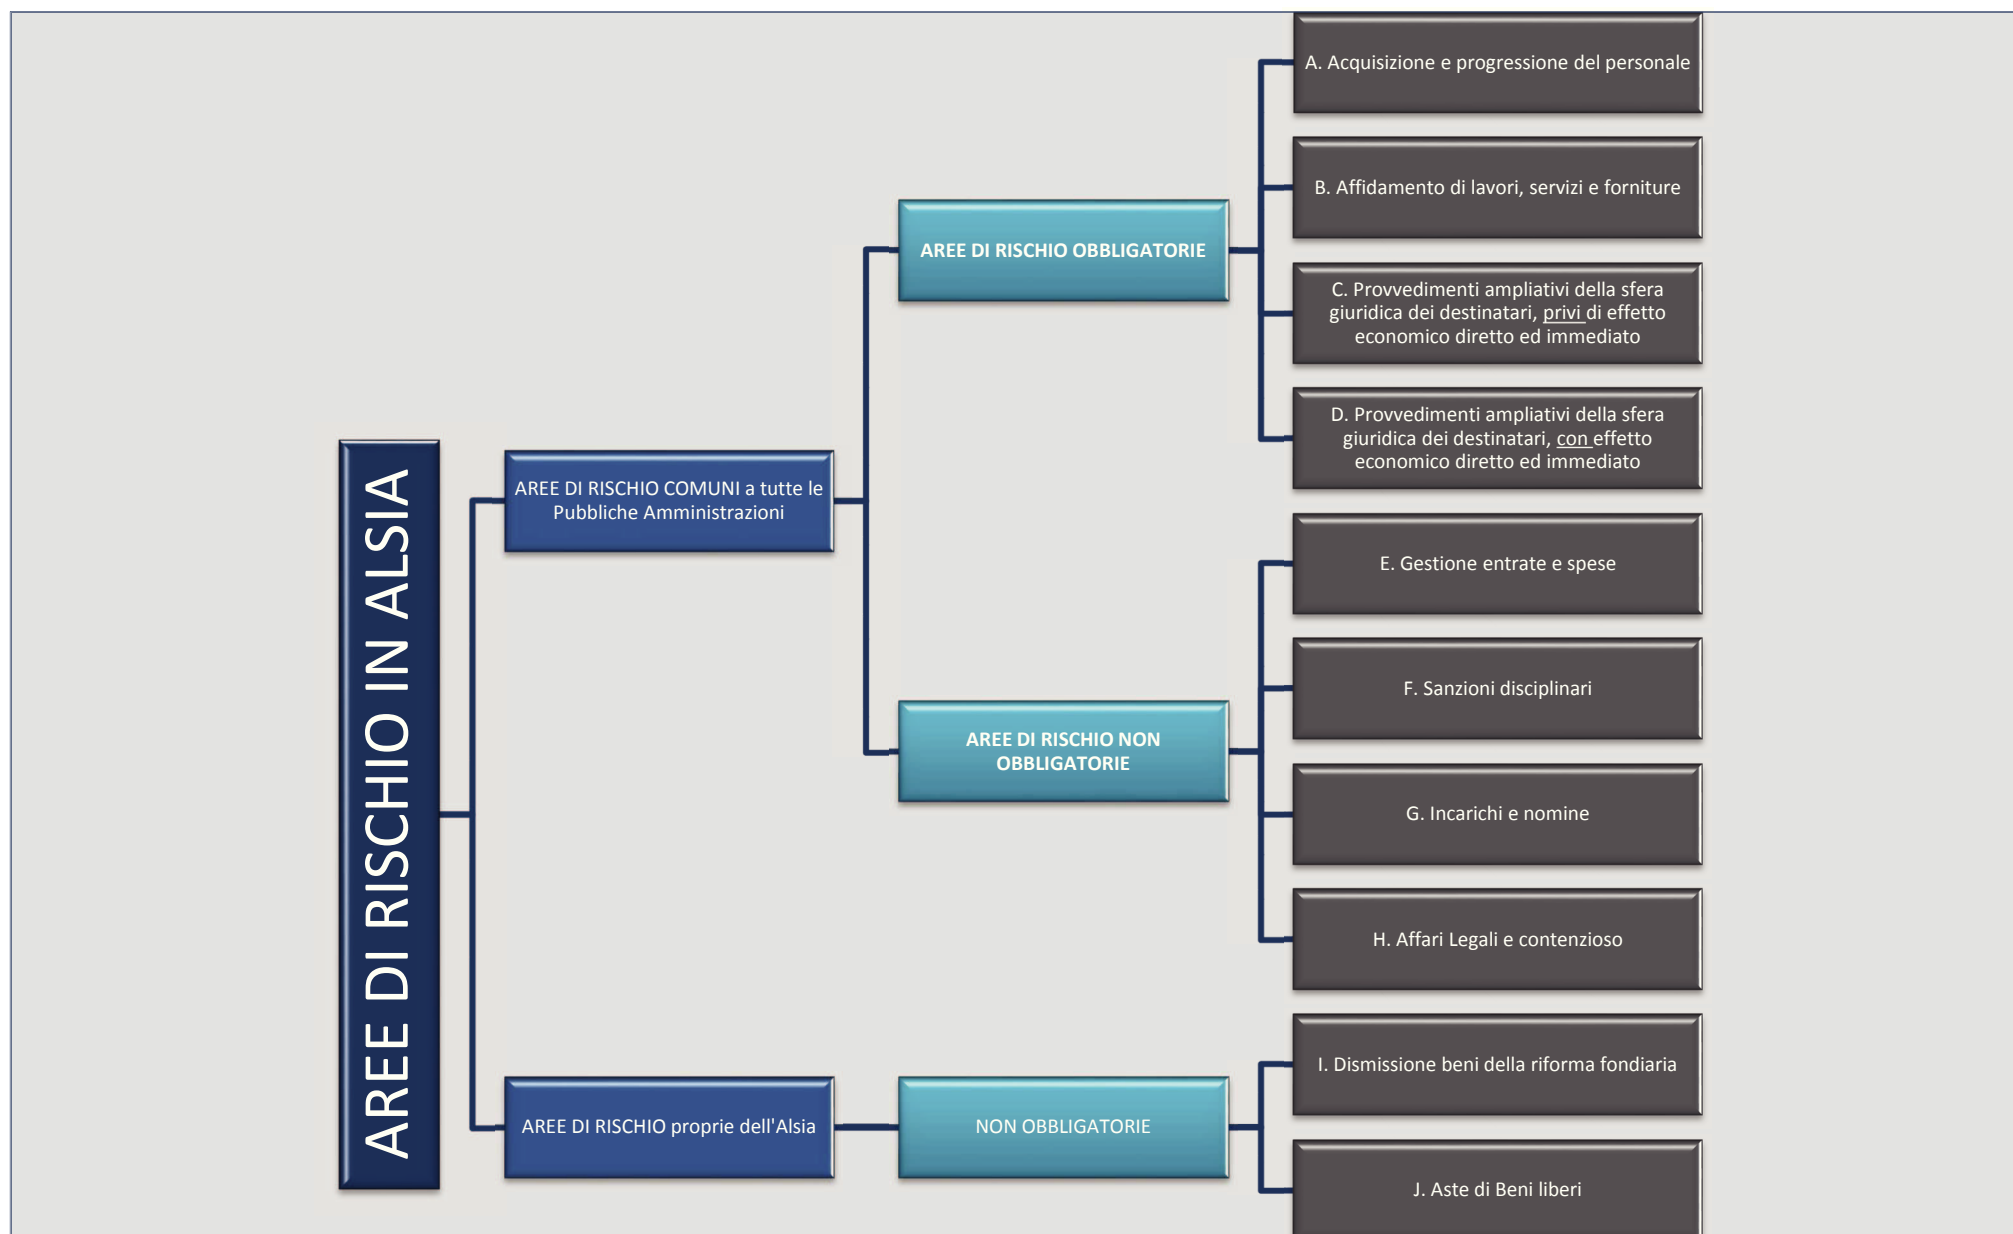 AREE DI RISCHIO IN ALSIA
AREE DI RISCHIO COMUNI a tutte le
Pubbliche Amministrazioni
AREE DI RISCHIO OBBLIGATORIE
A. Acquisizione e progressione del personale
B. Affidamento di lavori, servizi e forniture
C. Provvedimenti ampliativi della sfera
giuridica dei destinatari, privi di effetto
economico diretto ed immediato
D. Provvedimenti ampliativi della sfera
giuridica dei destinatari, con effetto
economico diretto ed immediato
AREE DI RISCHIO NON
OBBLIGATORIE
E. Gestione entrate e spese
F. Sanzioni disciplinari
G. Incarichi e nomine
H. Affari Legali e contenzioso
AREE DI RISCHIO proprie dell'Alsia
NON OBBLIGATORIE
I. Dismissione beni della riforma fondiaria
J. Aste di Beni liberi